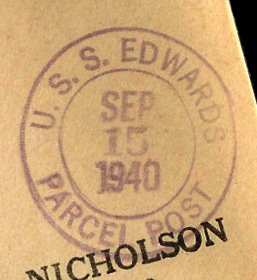 U. S. S. EDWARDS
SEP
15
1940
PARCEL POST
NICHOLSON